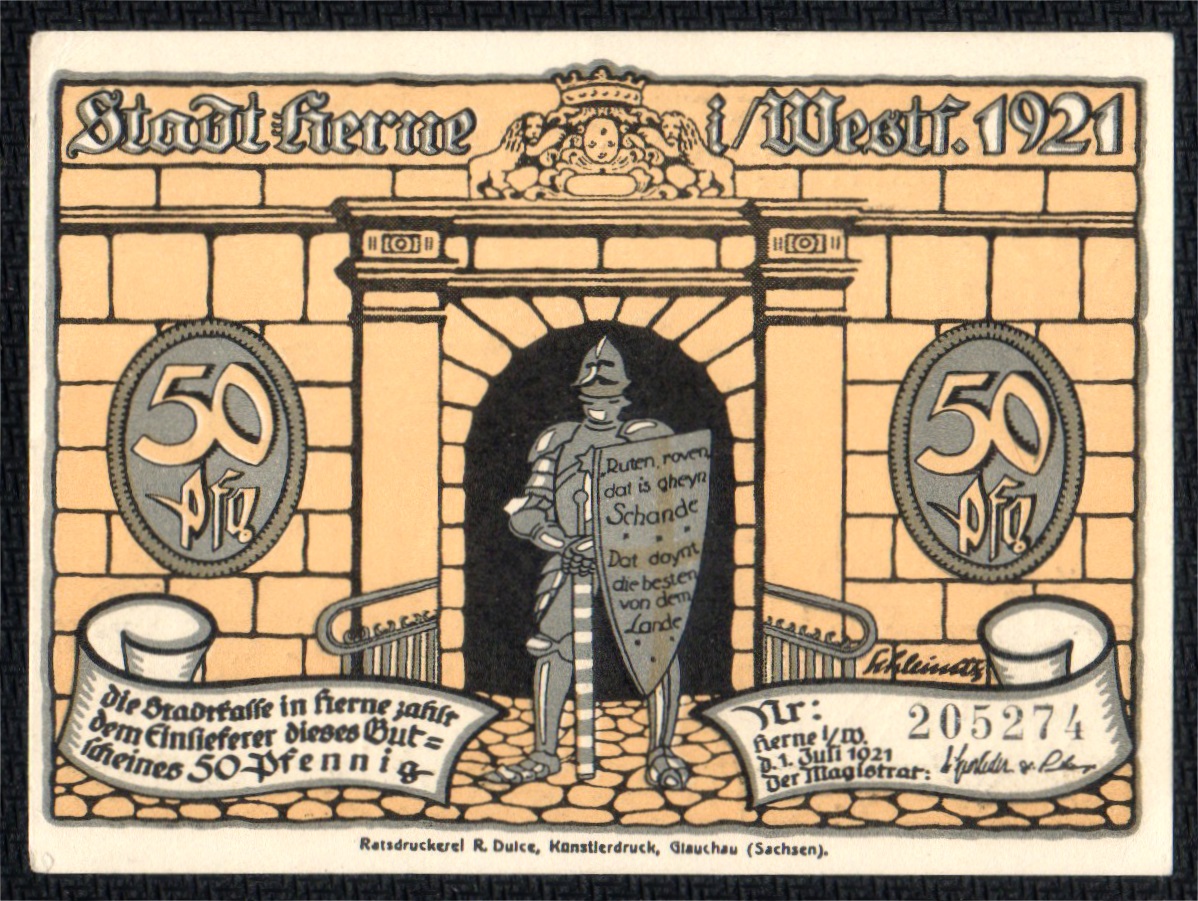 Stadt Herne i/Westf. 1921
50
Pfg.
50
Pfg.
„Ruten, roven,
dat is gheyn
Schande
Dat doynt
die besten
von dem
Lande
Die Stadtkasse in Herne zahlt
dem Einlieferer dieses Gut=
scheines 50 Pfennig
Nr: 205274
Herne i/W.
d. 1. Juli 1921
Der Magistrat:
Ratsdruckerei R. Dulce, Künstlerdruck, Glauchau (Sachsen).